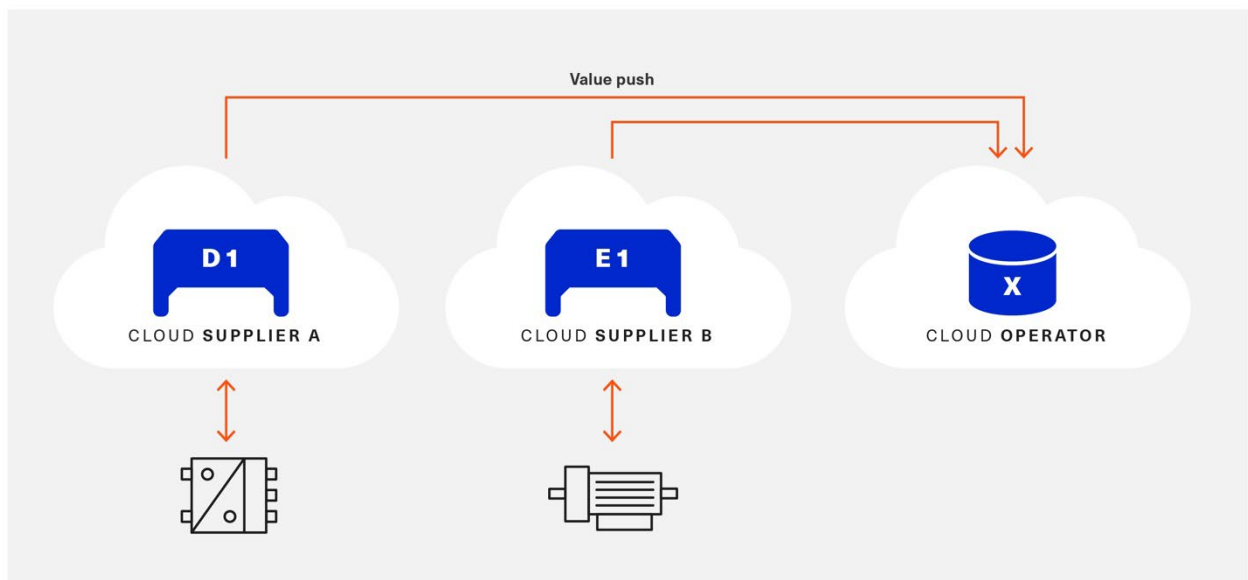 Value push
D1
E1
X
CLOUD SUPPLIER A
CLOUD SUPPLIER B
CLOUD OPERATOR